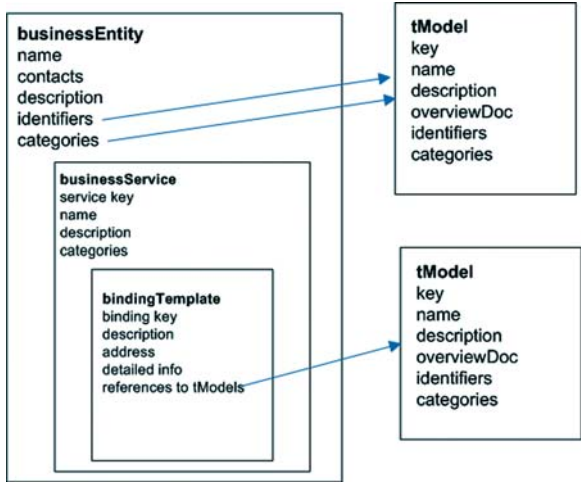 businessEntity
name
contacts
description
identifiers
categories
businessService
service key
name
description
categories
bindingTemplate
binding key
description
address
detailed info
references to tModels
tModel
key
name
description
overviewDoc
identifiers
categories
tModel
key
name
description
overviewDoc
identifiers
categories